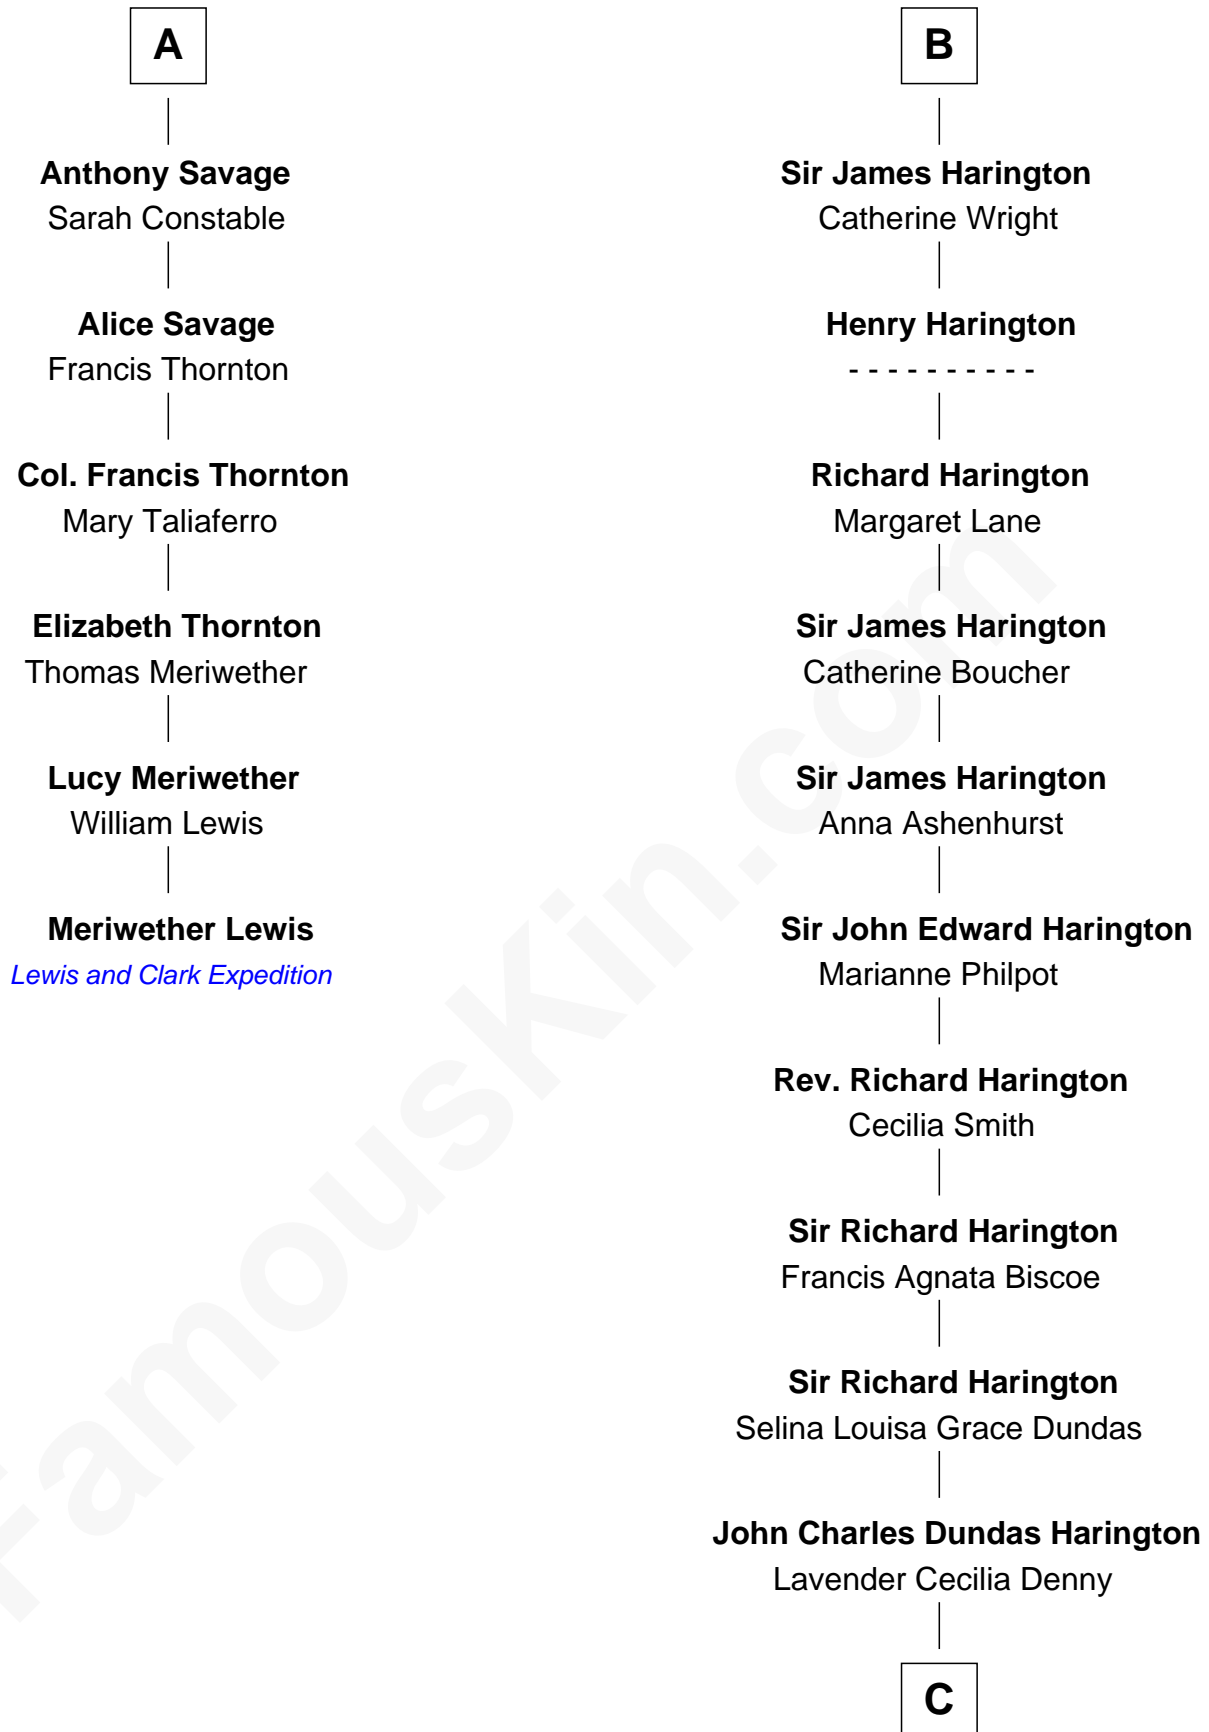 A
Anthony Savage
Sarah Constable
Alice Savage
Francis Thornton
Col. Francis Thornton
Mary Taliaferro
Elizabeth Thornton
Thomas Meriwether
Lucy Meriwether
William Lewis
Meriwether Lewis
Lewis and Clark Expedition
B
Sir James Harington
Catherine Wright
Henry Harington
- - - - - - - - - -
Richard Harington
Margaret Lane
Sir James Harington
Catherine Boucher
Sir James Harington
Anna Ashenhurst
Sir John Edward Harington
Marianne Philpot
Rev. Richard Harington
Cecilia Smith
Sir Richard Harington
Francis Agnata Biscoe
Sir Richard Harington
Selina Louisa Grace Dundas
John Charles Dundas Harington
Lavender Cecilia Denny
C
FamousKin.com